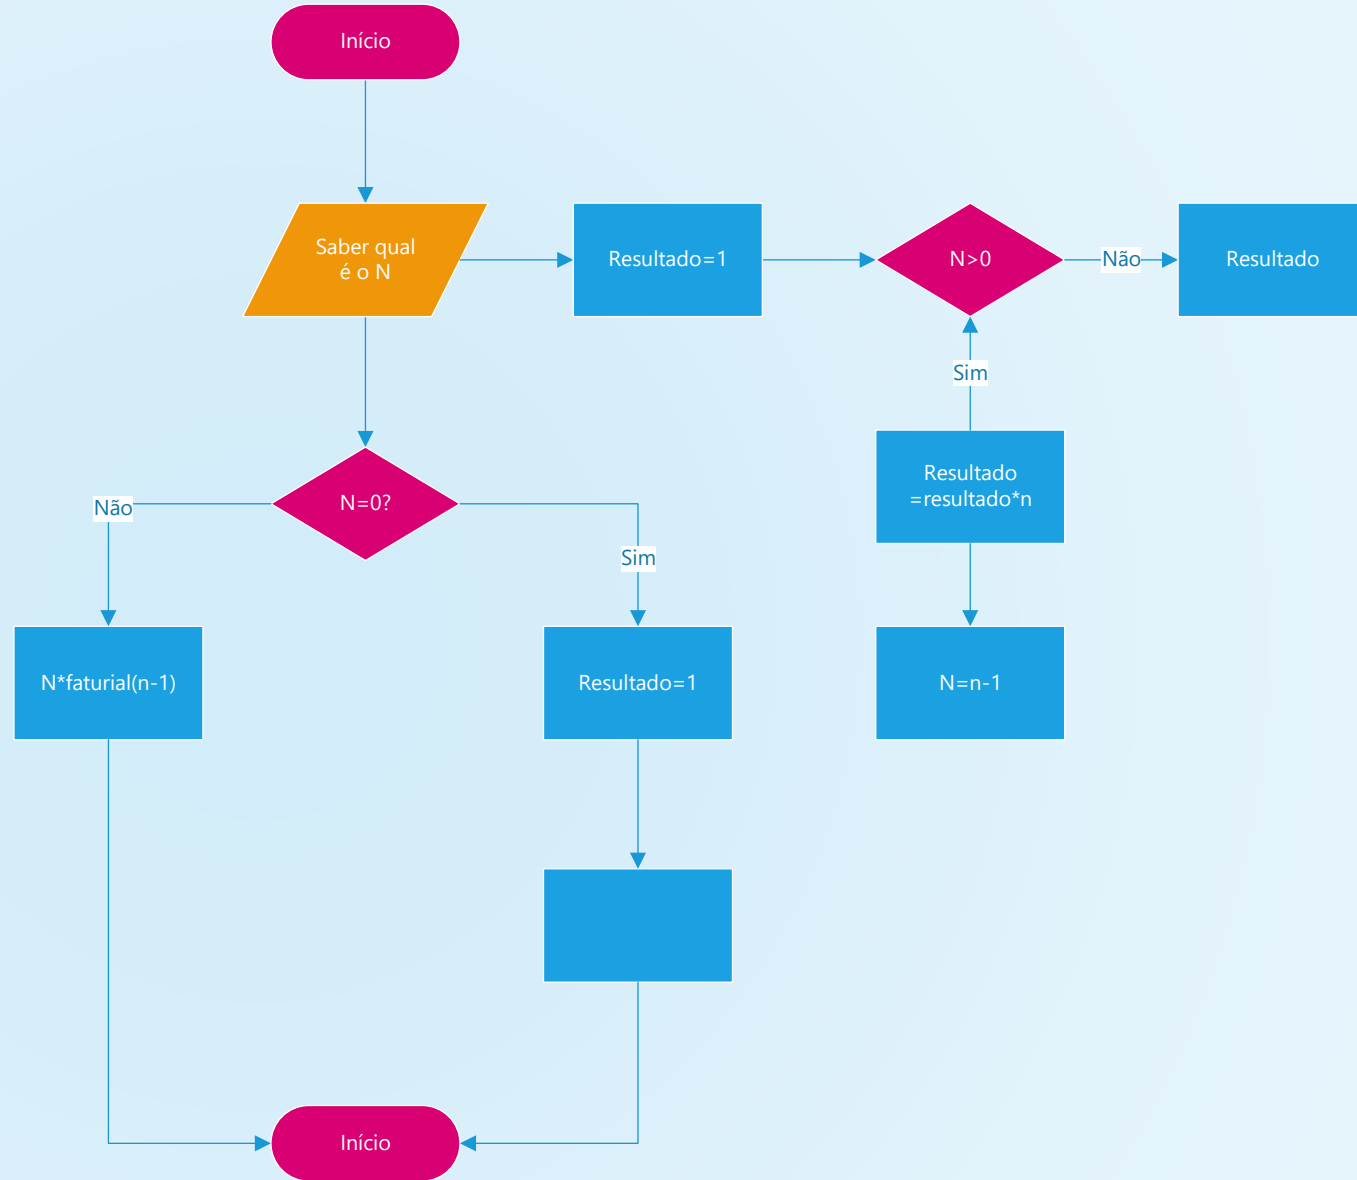 Início
Saber qual
é o N
Resultado=1
N>0
Não
Resultado
Sim
Resultado
=resultado*n
N=0?
Não
Sim
N*faturial(n-1)
Resultado=1
N=n-1
Início